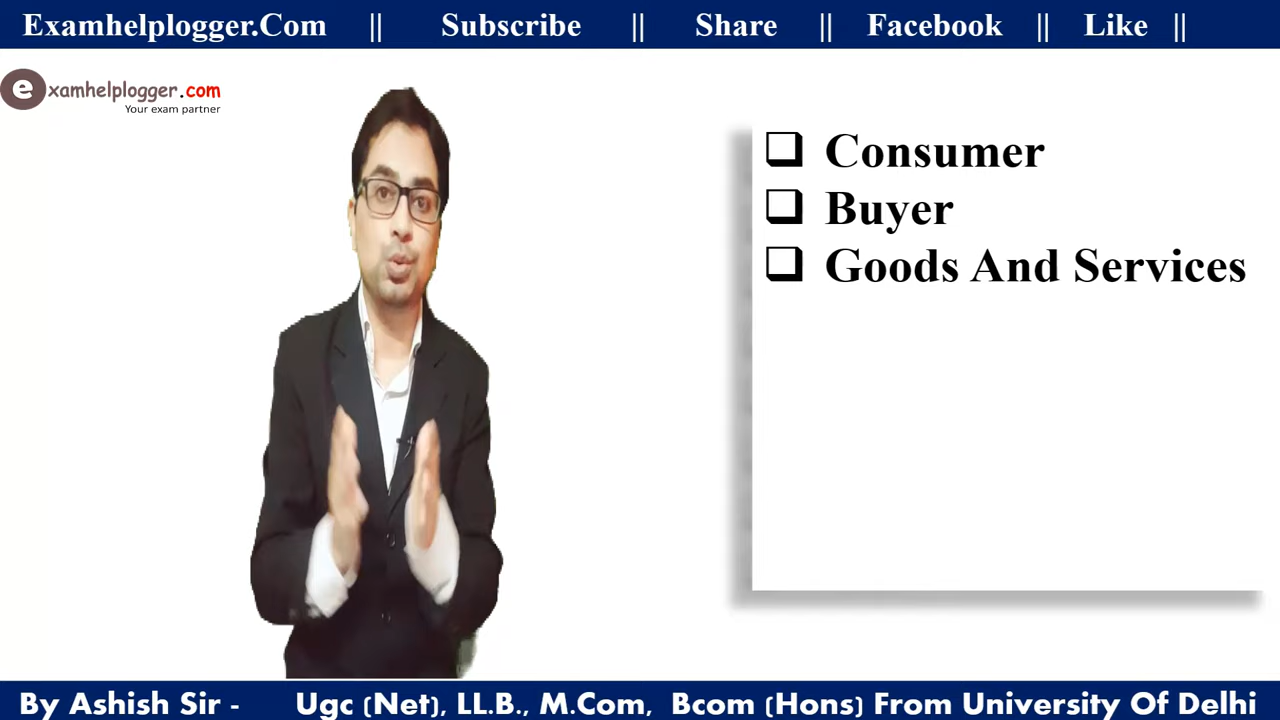 Examhelplogger.Com || Subscribe || Share || Facebook || Like ||
examhelplogger.com
Your exam partner
Consumer
Buyer
Goods And Services
By Ashish Sir - Ugc (Net), LL.B., M.Com, Bcom (Hons) From University Of Delhi